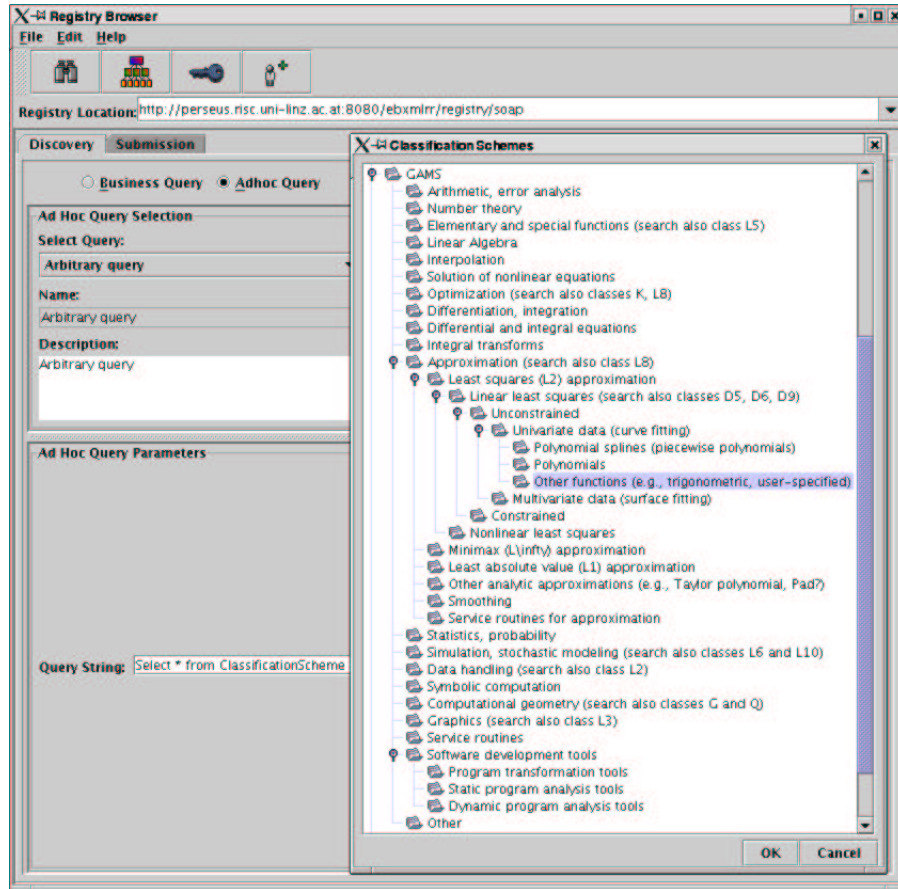 Registry Browser
File Edit Help
Registry Location: http://perseus.risc.uni-linz.ac.at:8080/ebxmlrr/registry/soap
Discovery Submission
Business Query Adhoc Query
Ad Hoc Query Selection
Select Query:
Arbitrary query
Name:
Arbitrary query
Description:
Arbitrary query
Ad Hoc Query Parameters
Query String: Select * from ClassificationScheme
Classification Schemes
GAMS
Arithmetic, error analysis
Number theory
Elementary and special functions (search also class L5)
Linear Algebra
Interpolation
Solution of nonlinear equations
Optimization (search also classes K, L8)
Differentiation, integration
Differential and integral equations
Integral transforms
Approximation (search also class L8)
Least squares (L2) approximation
Linear least squares (search also classes D5, D6, D9)
Unconstrained
Univariate data (curve fitting)
Polynomial splines (piecewise polynomials)
Polynomials
Other functions (e.g., trigonometric, user-specified)
Multivariate data (surface fitting)
Constrained
Nonlinear least squares
Minimax (L\infty) approximation
Least absolute value (L1) approximation
Other analytic approximations (e.g., Taylor polynomial, Pad?)
Smoothing
Service routines for approximation
Statistics, probability
Simulation, stochastic modeling (search also classes L6 and L10)
Data handling (search also class L2)
Symbolic computation
Computational geometry (search also classes G and Q)
Graphics (search also class L3)
Service routines
Software development tools
Program transformation tools
Static program analysis tools
Dynamic program analysis tools
Other
OK Cancel